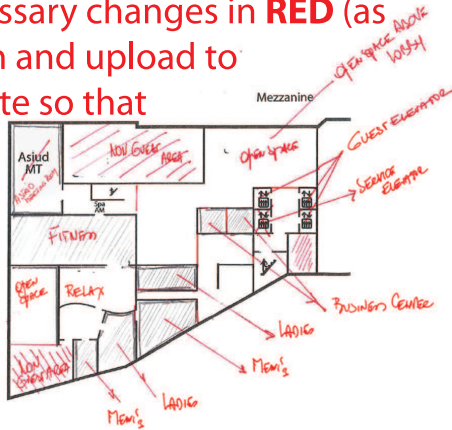 ssary changes in RED (as
n and upload to
te so that
OPEN SPACE ABOVE
LOBBY
Mezzanine
GUEST ELEVATOR
SERVICE
ELEVATOR
Asiud
MT
NON GUEST
AREA
OPEN SPACE
Spa
AM
FITNESS
OPEN
SPACE
RELAX
BUSINESS CENTER
LADIES
MEN'S
NON
GUEST AREA
LADIES
MEN'S